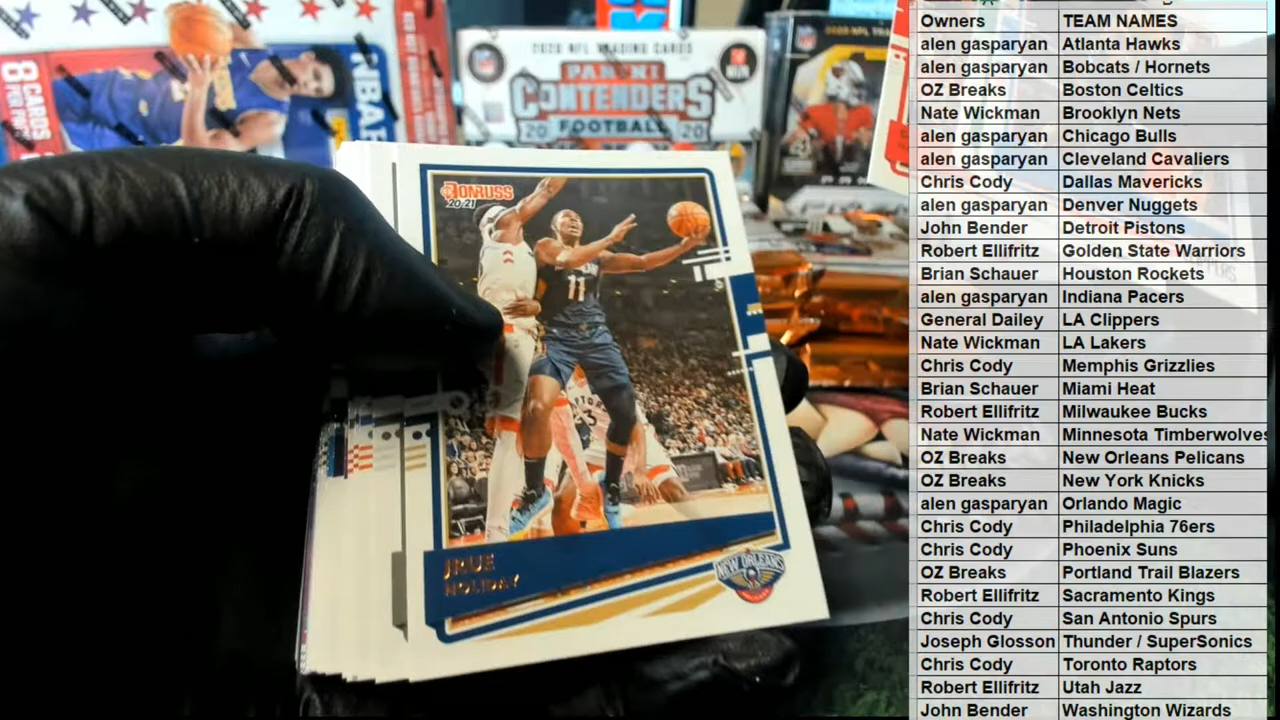 8 CARDS
NBA
2020 NFL TRADING CARDS
PANINI
CONTENDERS
20 FOOTBALL 20
DONRUSS
20-21
11
JRUE
HOLIDAY
NEW ORLEANS
Owners TEAM NAMES
alen gasparyan Atlanta Hawks
alen gasparyan Bobcats / Hornets
OZ Breaks Boston Celtics
Nate Wickman Brooklyn Nets
alen gasparyan Chicago Bulls
alen gasparyan Cleveland Cavaliers
Chris Cody Dallas Mavericks
alen gasparyan Denver Nuggets
John Bender Detroit Pistons
Robert Ellifritz Golden State Warriors
Brian Schauer Houston Rockets
alen gasparyan Indiana Pacers
General Dailey LA Clippers
Nate Wickman LA Lakers
Chris Cody Memphis Grizzlies
Brian Schauer Miami Heat
Robert Ellifritz Milwaukee Bucks
Nate Wickman Minnesota Timberwolves
OZ Breaks New Orleans Pelicans
OZ Breaks New York Knicks
alen gasparyan Orlando Magic
Chris Cody Philadelphia 76ers
Chris Cody Phoenix Suns
OZ Breaks Portland Trail Blazers
Robert Ellifritz Sacramento Kings
Chris Cody San Antonio Spurs
Joseph Glosson Thunder / SuperSonics
Chris Cody Toronto Raptors
Robert Ellifritz Utah Jazz
John Bender Washington Wizards